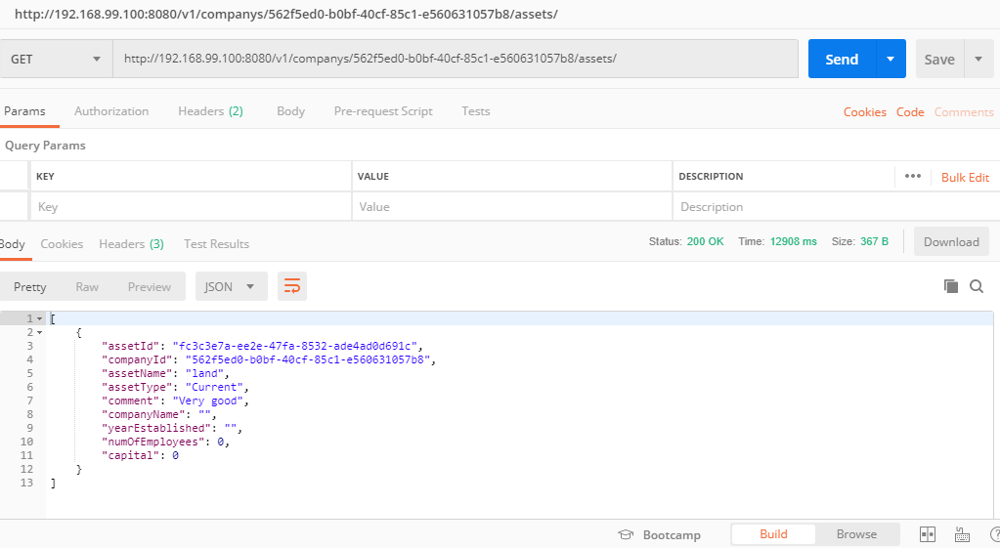 http://192.168.99.100:8080/v1/companys/562f5ed0-b0bf-40cf-85c1-e560631057b8/assets/
GET http://192.168.99.100:8080/v1/companys/562f5ed0-b0bf-40cf-85c1-e560631057b8/assets/ Send Save
Params Authorization Headers (2) Body Pre-request Script Tests Cookies Code Comments
Query Params
KEY VALUE DESCRIPTION ••• Bulk Edit
Key Value Description
Body Cookies Headers (3) Test Results Status: 200 OK Time: 12908 ms Size: 367 B Download
Pretty Raw Preview JSON
1 [
2 {
3 "assetId": "fc3c3e7a-ee2e-47fa-8532-ade4ad0d691c",
4 "companyId": "562f5ed0-b0bf-40cf-85c1-e560631057b8",
5 "assetName": "land",
6 "assetType": "Current",
7 "comment": "Very good",
8 "companyName": "",
9 "yearEstablished": "",
10 "numOfEmployees": 0,
11 "capital": 0
12 }
13 ]
Bootcamp Build Browse ?